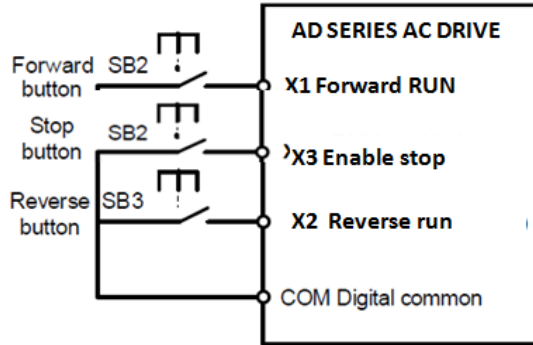 AD SERIES AC DRIVE
Forward SB2
button
X1 Forward RUN
Stop
button SB2
X3 Enable stop
Reverse SB3
button
X2 Reverse run
COM Digital common